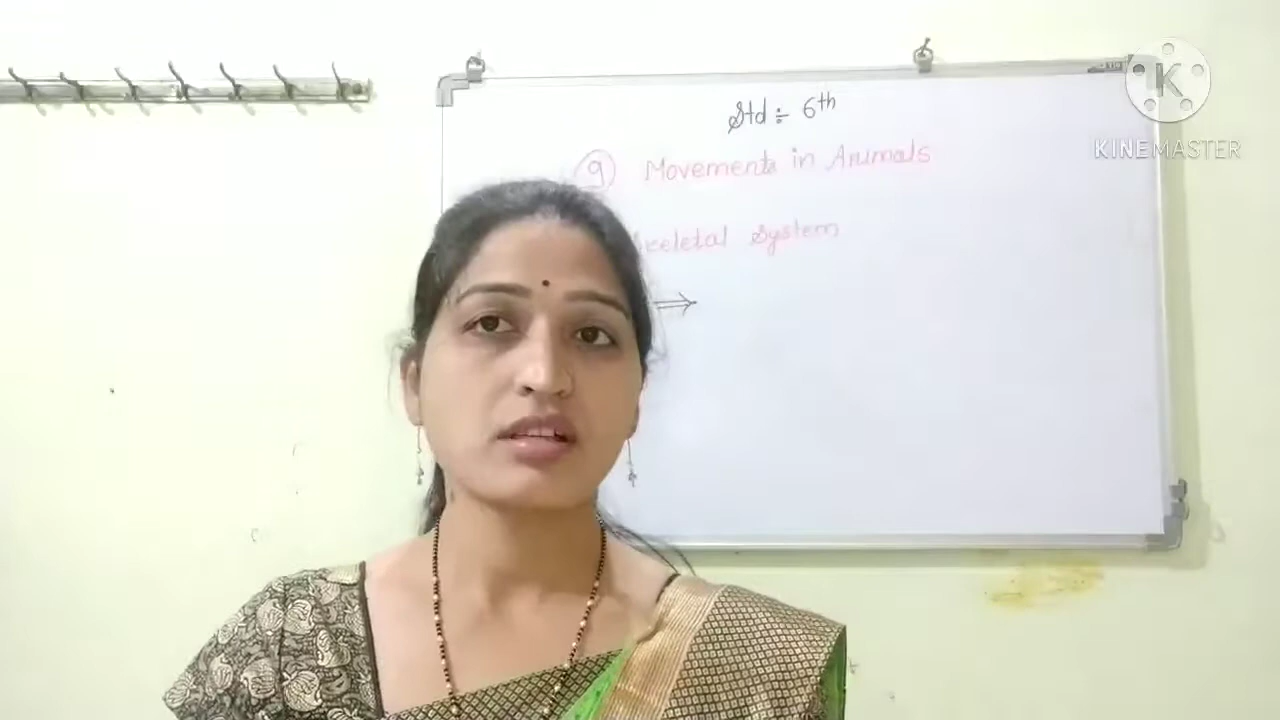 Std ÷ 6th
9 Movements in Animals
Skeletal System
K
KINEMASTER